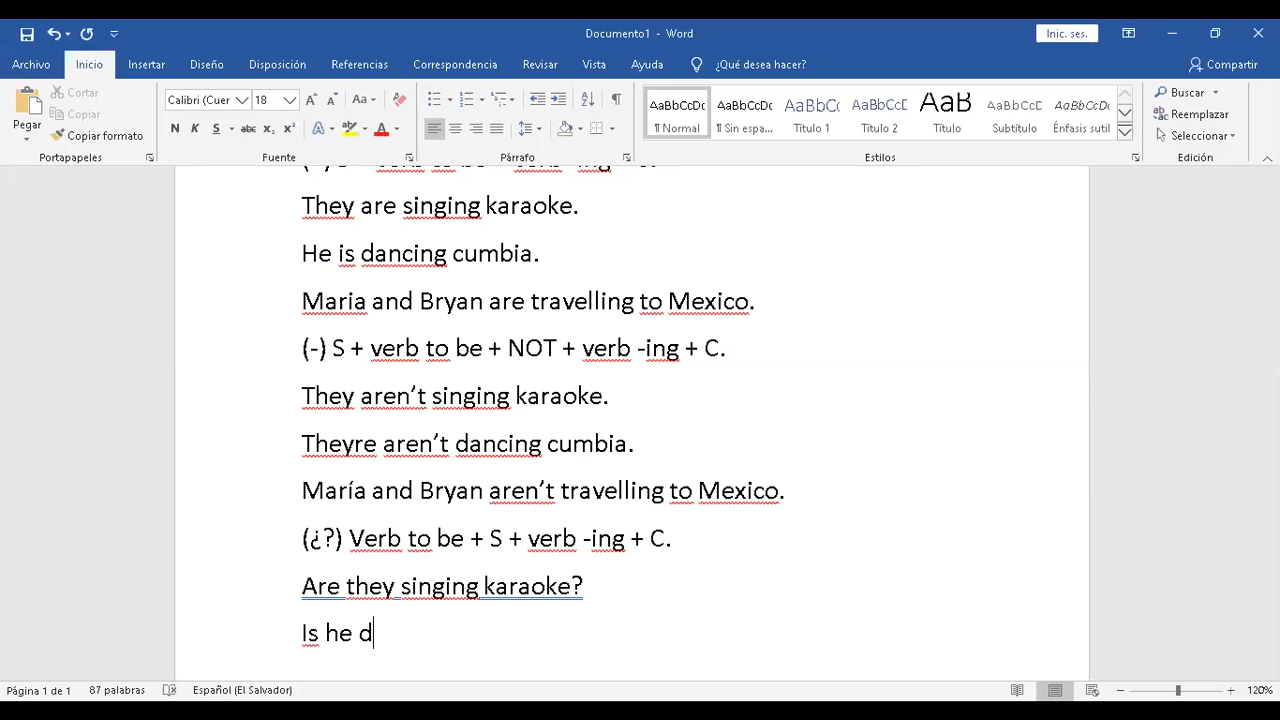 Documento1 - Word
Inic. ses.
Archivo Inicio Insertar Diseño Disposición Referencias Correspondencia Revisar Vista Ayuda ¿Qué desea hacer? Compartir
Pegar
Cortar
Copiar
Copiar formato
Portapapeles
Calibri (Cuer 18
N K S abc x₂ x²
Fuente
Párrafo
AaBbCcDc ¶ Normal
AaBbCcDc ¶ Sin espa...
AaBbCc Título 1
AaBbCcD Título 2
AaB Título
AaBbCcD Subtítulo
AaBbCcDc Énfasis sutil
Estilos
Buscar
Reemplazar
Seleccionar
Edición
They are singing karaoke.
He is dancing cumbia.
Maria and Bryan are travelling to Mexico.
(-) S + verb to be + NOT + verb -ing + C.
They aren’t singing karaoke.
Theyre aren’t dancing cumbia.
María and Bryan aren’t travelling to Mexico.
(¿?) Verb to be + S + verb -ing + C.
Are they singing karaoke?
Is he d
Página 1 de 1 87 palabras Español (El Salvador) 120%